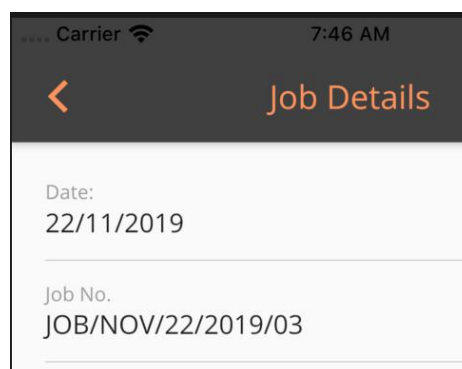 Carrier 7:46 AM
Job Details
Date:
22/11/2019
Job No.
JOB/NOV/22/2019/03